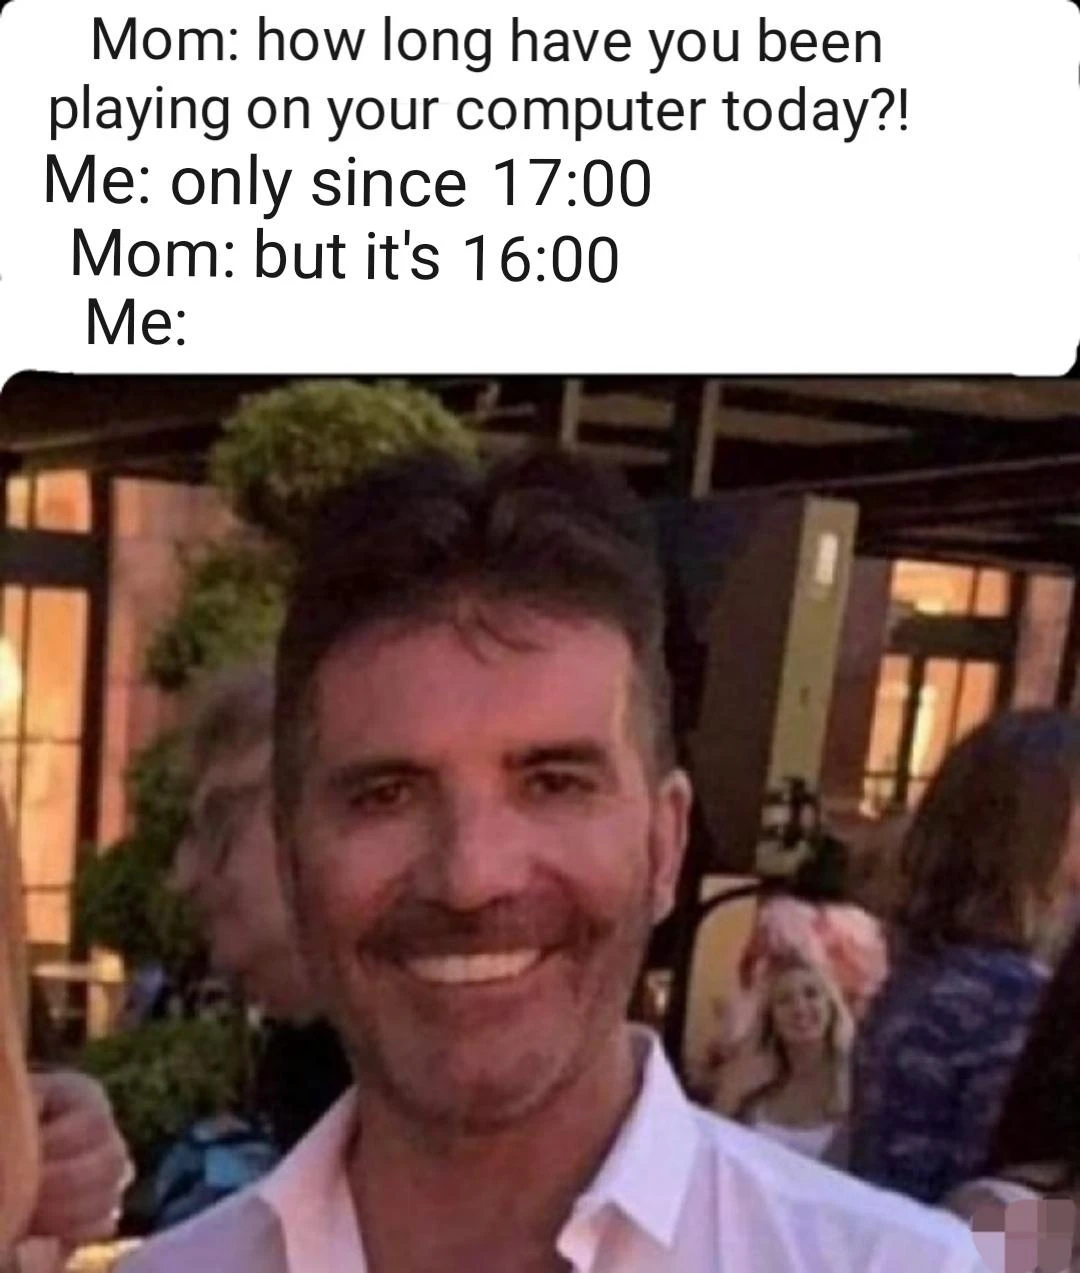 Mom: how long have you been
playing on your computer today?!
Me: only since 17:00
Mom: but it's 16:00
Me: